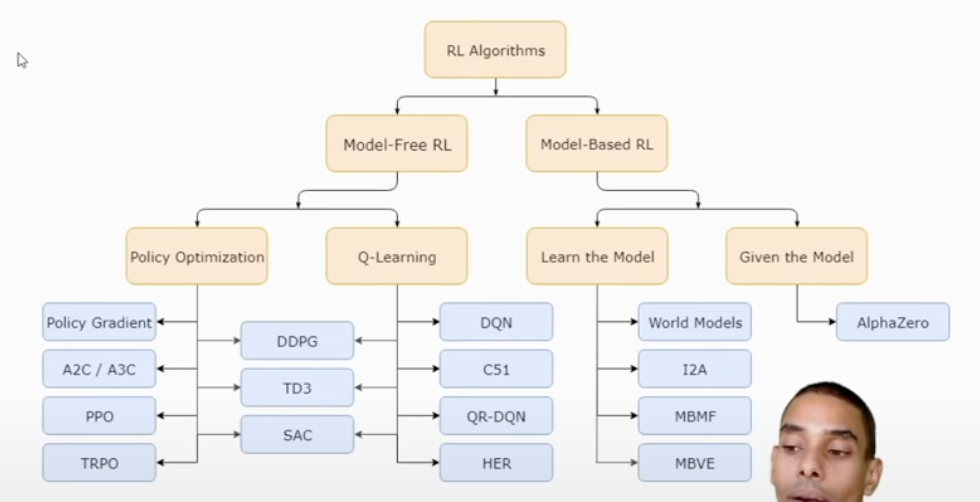 RL Algorithms
Model-Free RL
Model-Based RL
Policy Optimization
Q-Learning
Learn the Model
Given the Model
Policy Gradient
DDPG
DQN
World Models
AlphaZero
A2C / A3C
TD3
C51
I2A
PPO
SAC
QR-DQN
MBMF
TRPO
HER
MBVE